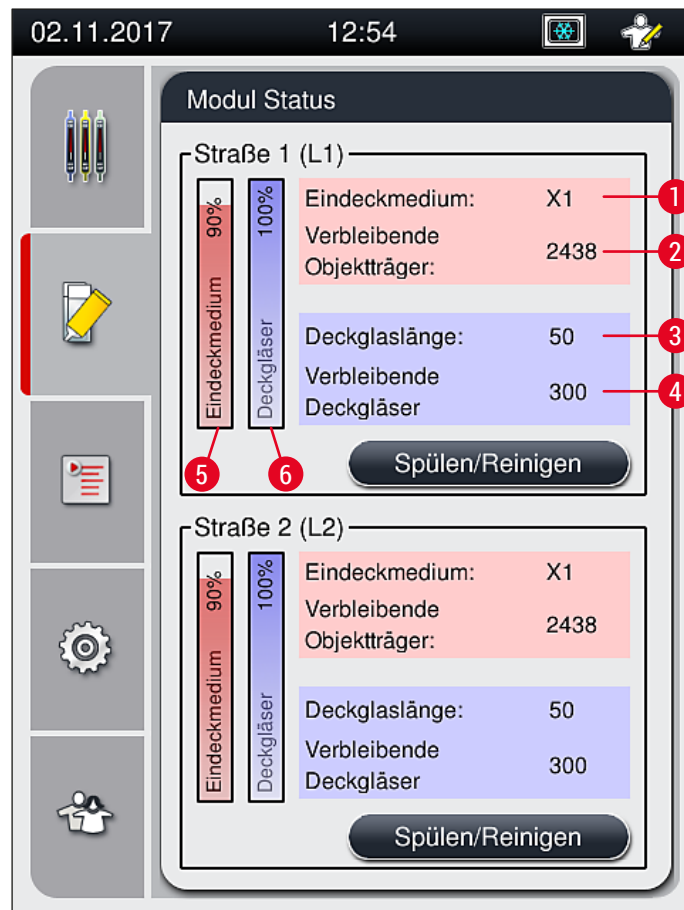 02.11.2017 12:54
Modul Status
Straße 1 (L1)
90%
Eindeckmedium
100%
Deckgläser
Eindeckmedium: X1
1
Verbleibende
Objektträger: 2438
2
Deckglaslänge: 50
3
Verbleibende
Deckgläser 300
4
5
6
Spülen/Reinigen
Straße 2 (L2)
90%
Eindeckmedium
100%
Deckgläser
Eindeckmedium: X1
Verbleibende
Objektträger: 2438
Deckglaslänge: 50
Verbleibende
Deckgläser 300
Spülen/Reinigen